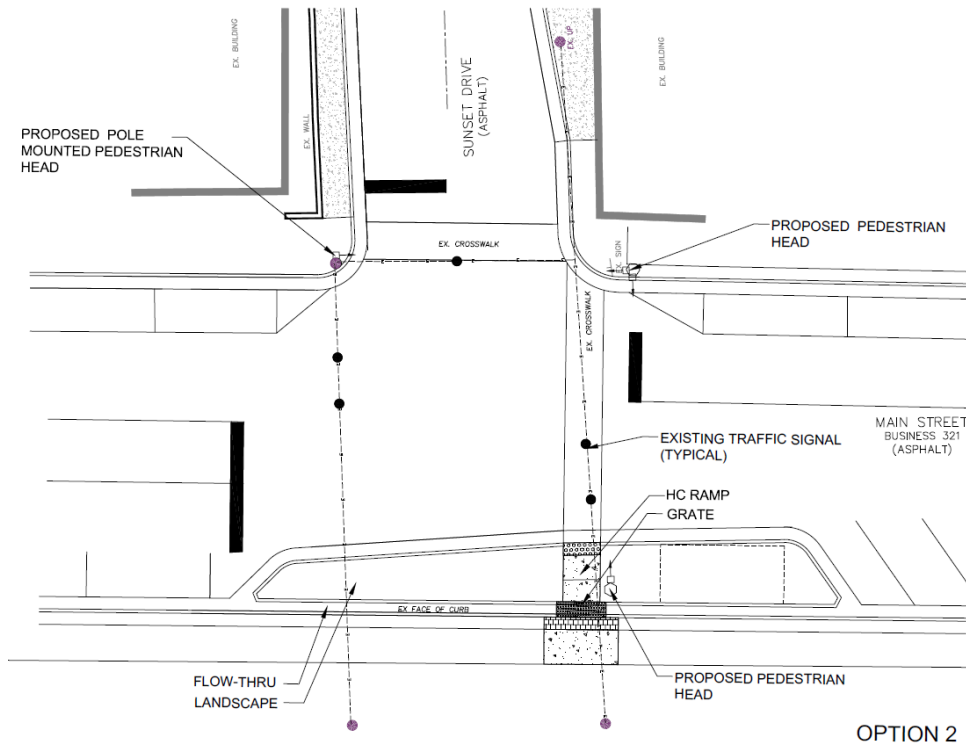 EX. BUILDING
EX. UP
EX. BUILDING
SUNSET DRIVE
(ASPHALT)
EX. WALL
PROPOSED POLE
MOUNTED PEDESTRIAN
HEAD
EX. CROSSWALK
EX. SIGN
PROPOSED PEDESTRIAN
HEAD
EX. CROSSWALK
MAIN STREET
BUSINESS 321
(ASPHALT)
EXISTING TRAFFIC SIGNAL
(TYPICAL)
HC RAMP
GRATE
EX FACE OF CURB
FLOW-THRU
LANDSCAPE
PROPOSED PEDESTRIAN
HEAD
OPTION 2